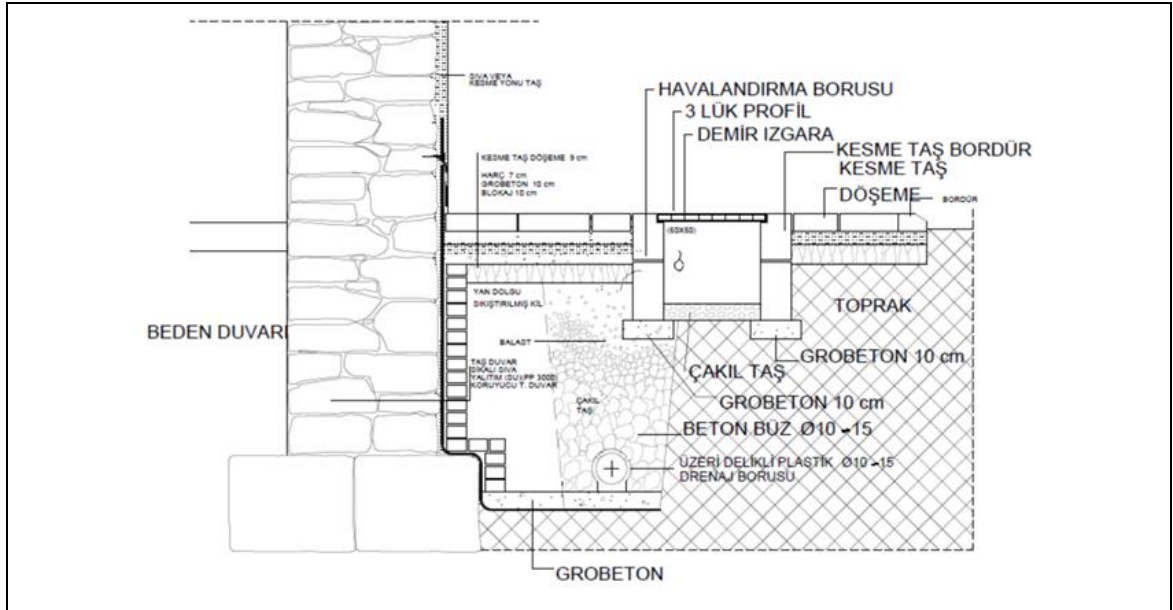 SIVA VEYA
KESME YONU TAŞ
HAVALANDIRMA BORUSU
3 LÜK PROFİL
DEMİR IZGARA
KESME TAŞ BORDÜR
KESME TAŞ
DÖŞEME
BORDÜR
KESME TAŞ DÖŞEME 9 cm
HARÇ 7 cm
GROBETON 10 cm
BLOKAJ 10 cm
(50X50)
YAN DOLGU
SIKIŞTIRILMIŞ KİL
TOPRAK
BEDEN DUVARI
BALAST
GROBETON 10 cm
TAŞ DUVAR
SIKALI SIVA
KORUYUCU T. DUVAR
ÇAKIL TAŞ
ÇAKIL
TAŞ
GROBETON 10 cm
BETON BÜZ Ø10 -15
ÜZERİ DELİKLİ PLASTİK Ø10 -15
DRENAJ BORUSU
GROBETON